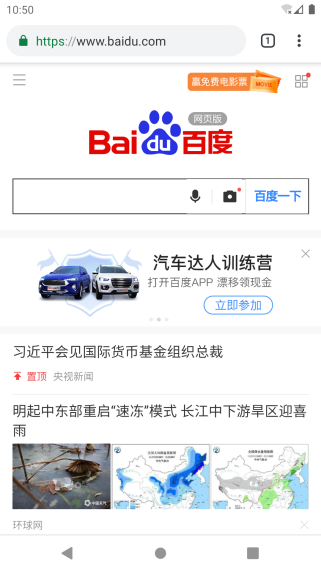 10:50
https://www.baidu.com
1
赢免费电影票
MOVIE
网页版
Bai du 百度
百度一下
汽车达人训练营
打开百度APP 漂移领现金
立即参加
习近平会见国际货币基金组织总裁
置顶 央视新闻
明起中东部重启“速冻”模式 长江中下游旱区迎喜
雨
中国天气
环球网